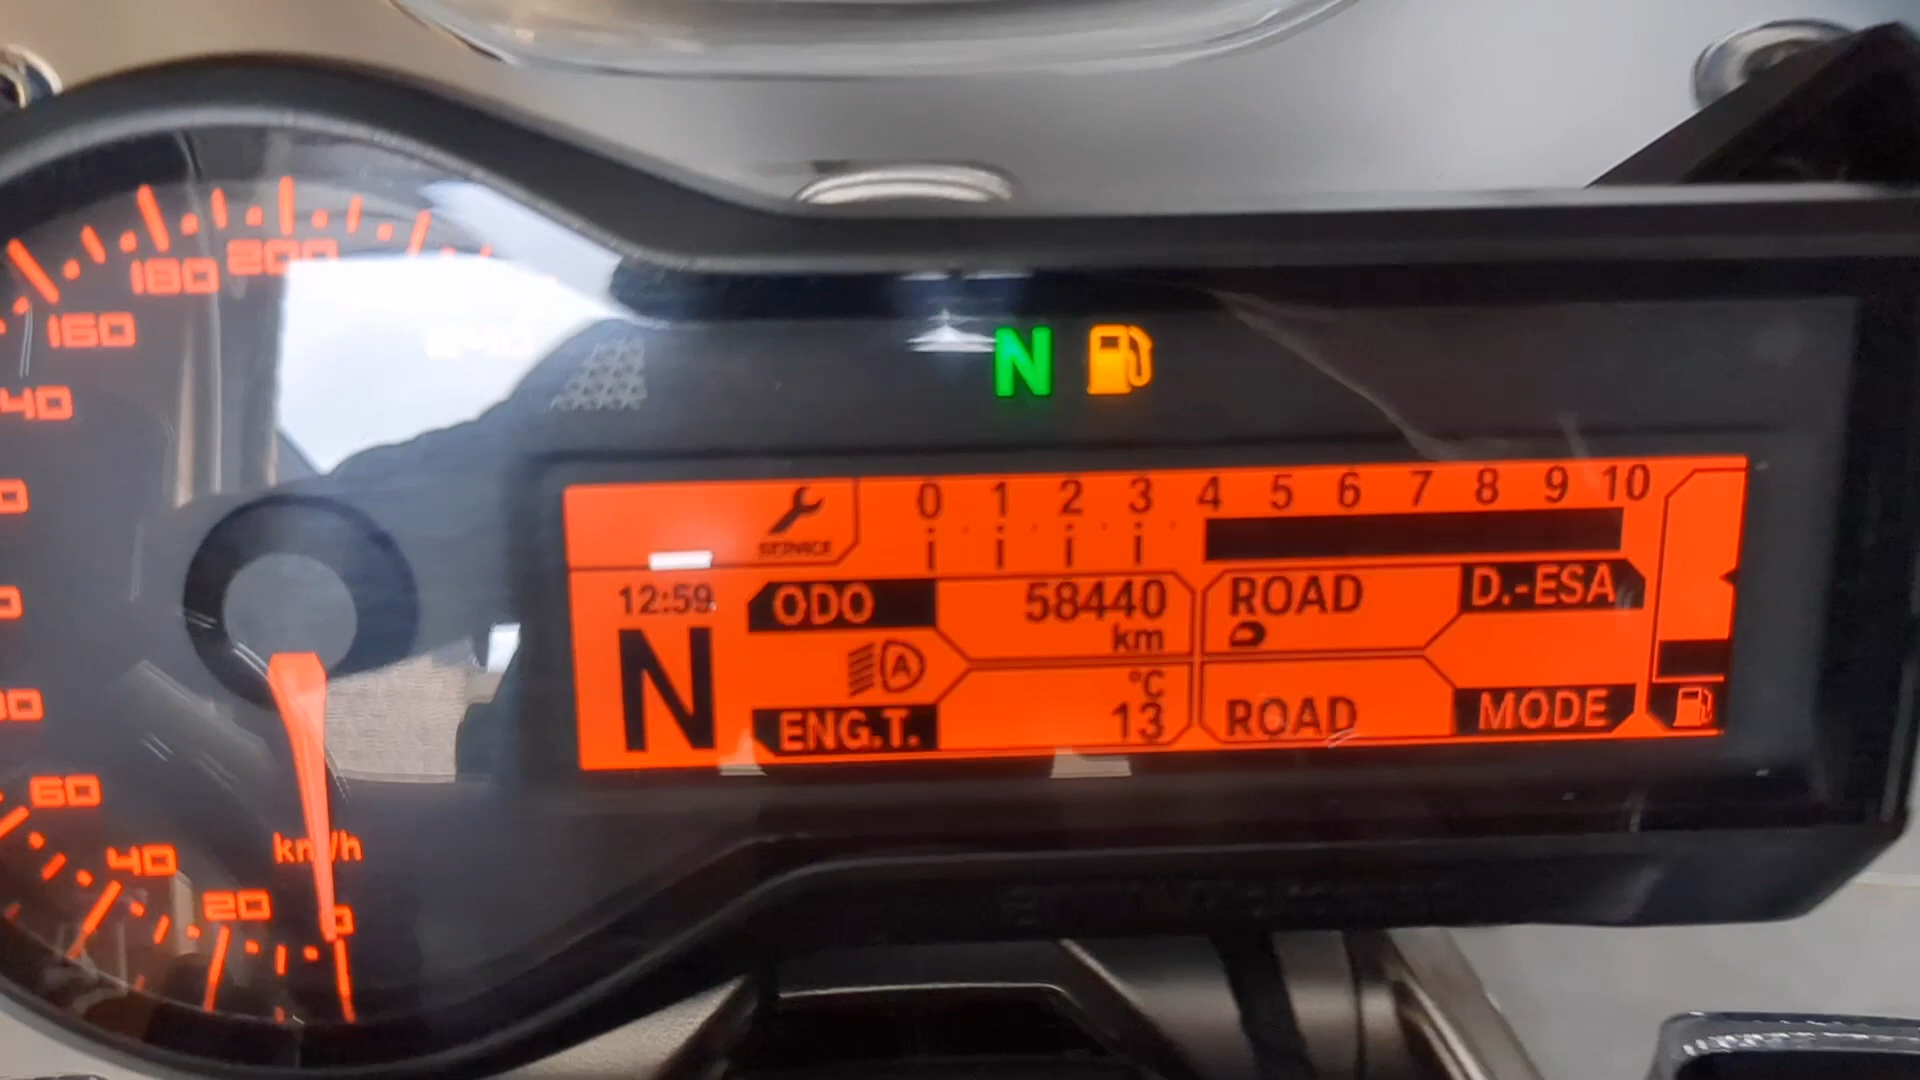 180 200
160
40
N
0 1 2 3 4 5 6 7 8 9 10
SERVICE
12:59 ODO 58440 km ROAD D.-ESA
N
A
ENG.T. °C 13 ROAD MODE
60
40
20
0
km/h